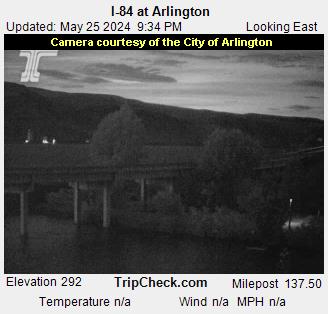 I-84 at Arlington
Updated: May 25 2024 9:34 PM Looking East
Camera courtesy of the City of Arlington
Elevation 292 TripCheck.com Milepost 137.50
Temperature n/a Wind n/a MPH n/a